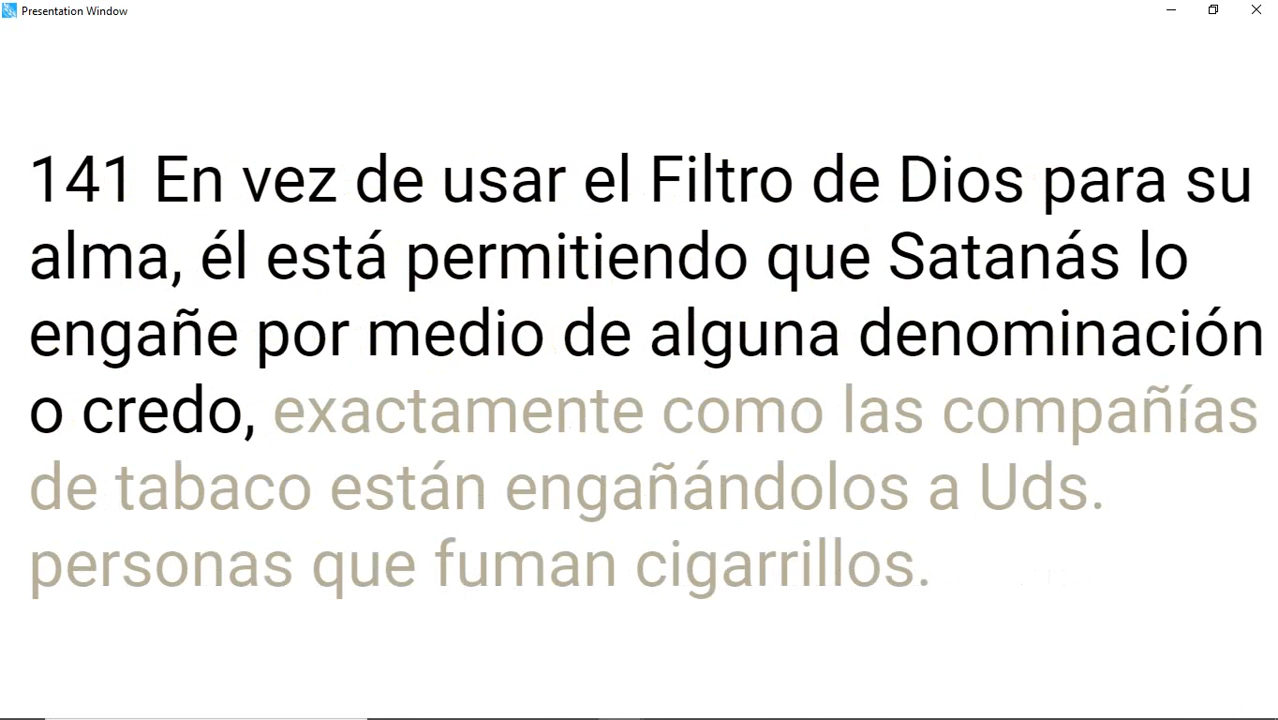 Presentation Window
141 En vez de usar el Filtro de Dios para su
alma, él está permitiendo que Satanás lo
engañe por medio de alguna denominación
o credo, exactamente como las compañías
de tabaco están engañándolos a Uds.
personas que fuman cigarrillos.